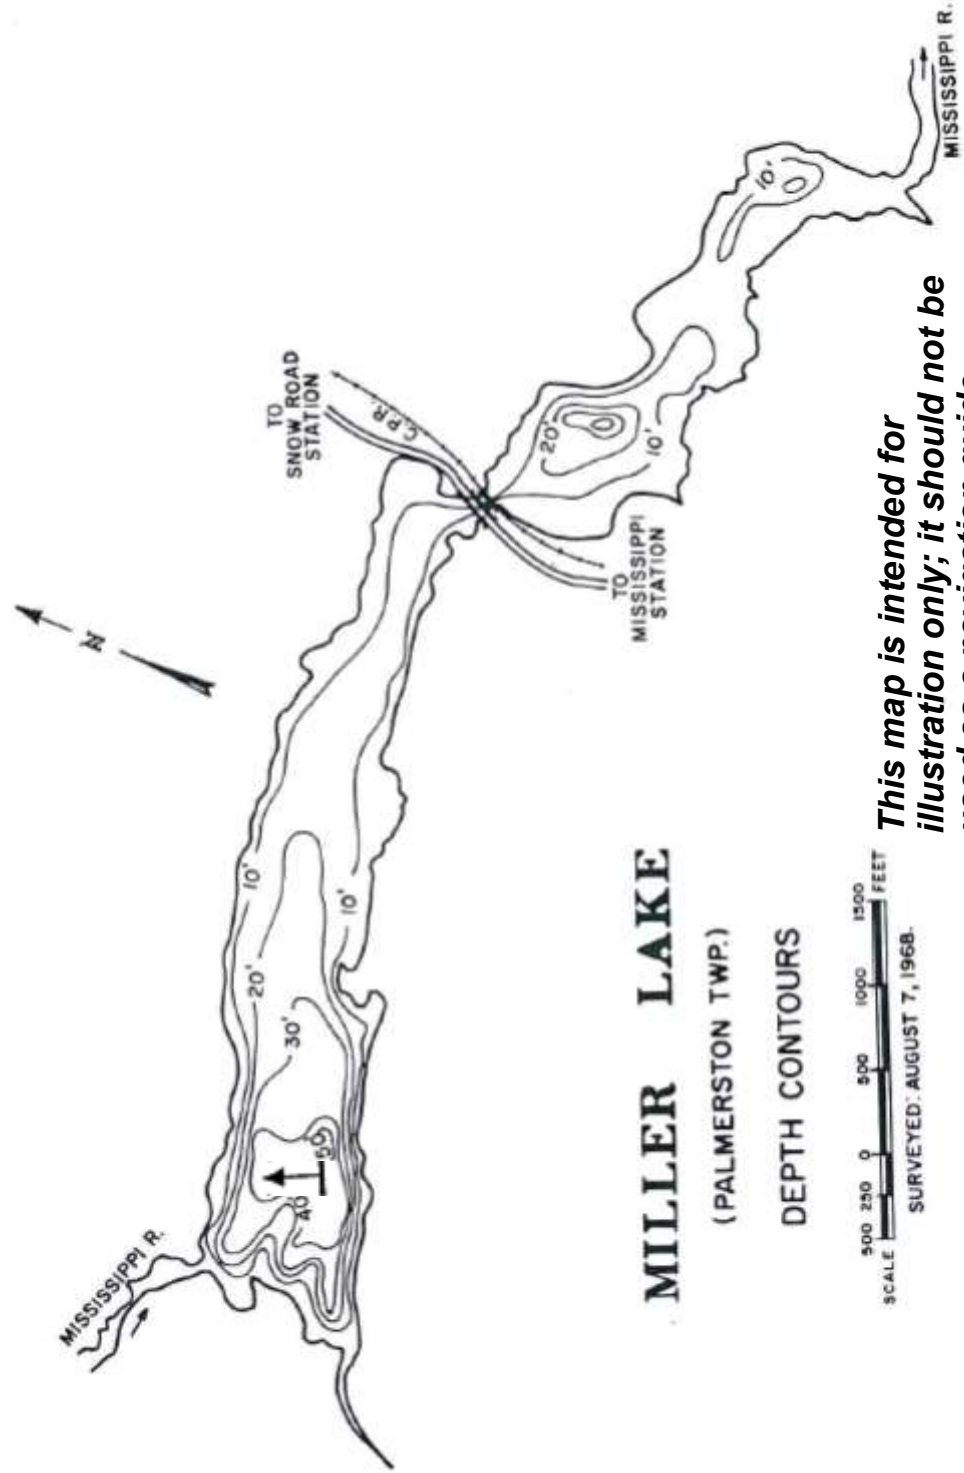 MISSISSIPPI R.
N
TO
SNOW ROAD
STATION
C.P.R.
TO
MISSISSIPPI
STATION
10'
20'
30'
40
50
10'
20'
10'
10'
MISSISSIPPI R.
MILLER LAKE
(PALMERSTON TWP.)
DEPTH CONTOURS
500 250 0 500 1000 1500
SCALE FEET
SURVEYED: AUGUST 7, 1968.
This map is intended for
illustration only; it should not be